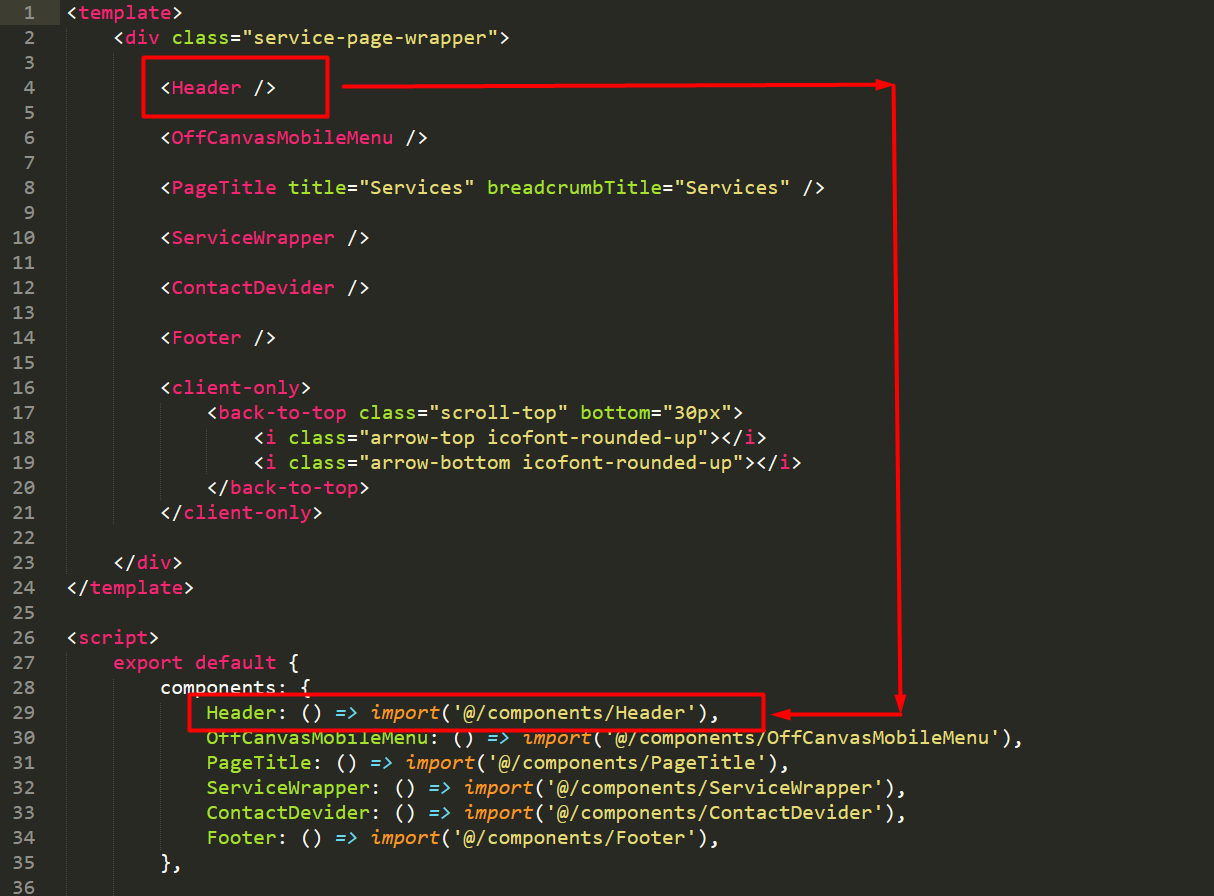 1 <template>
2 <div class="service-page-wrapper">
3
4 <Header />
5
6 <OffCanvasMobileMenu />
7
8 <PageTitle title="Services" breadcrumbTitle="Services" />
9
10 <ServiceWrapper />
11
12 <ContactDevider />
13
14 <Footer />
15
16 <client-only>
17 <back-to-top class="scroll-top" bottom="30px">
18 <i class="arrow-top icofont-rounded-up"></i>
19 <i class="arrow-bottom icofont-rounded-up"></i>
20 </back-to-top>
21 </client-only>
22
23 </div>
24 </template>
25
26 <script>
27 export default {
28 components: {
29 Header: () => import('@/components/Header'),
30 OffCanvasMobileMenu: () => import('@/components/OffCanvasMobileMenu'),
31 PageTitle: () => import('@/components/PageTitle'),
32 ServiceWrapper: () => import('@/components/ServiceWrapper'),
33 ContactDevider: () => import('@/components/ContactDevider'),
34 Footer: () => import('@/components/Footer'),
35 },
36